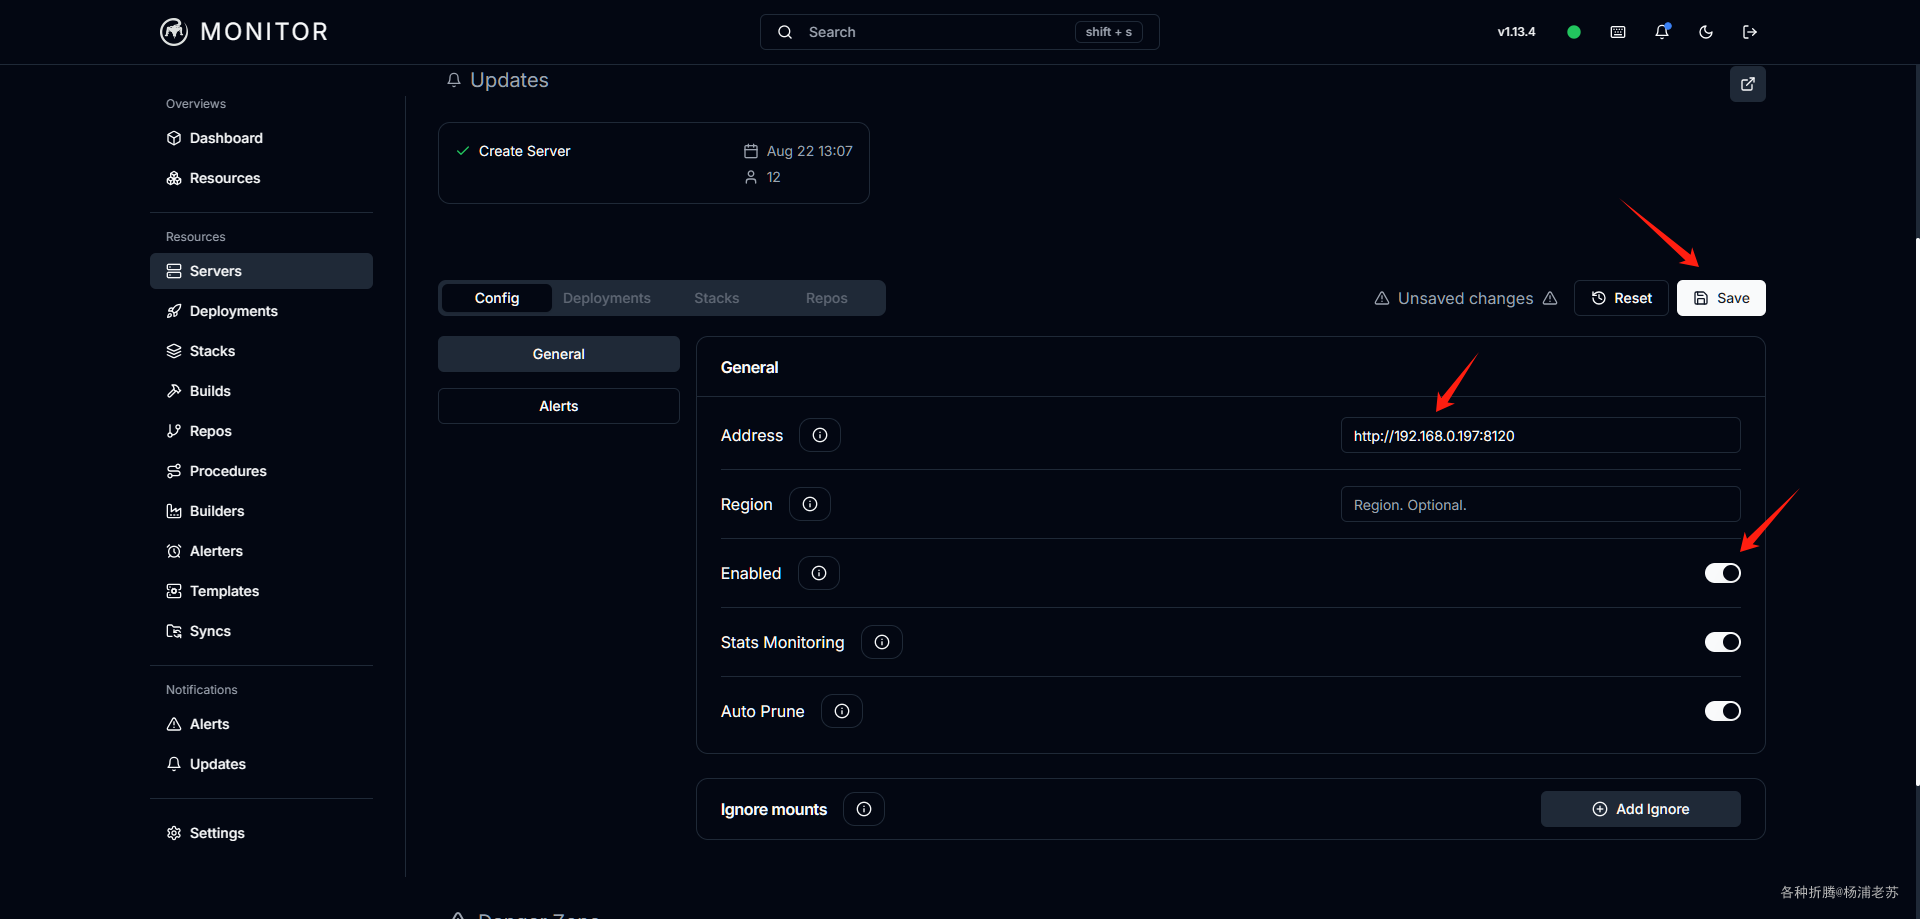 MONITOR
Search
shift + s
v1.13.4
Overviews
Dashboard
Resources
Resources
Servers
Deployments
Stacks
Builds
Repos
Procedures
Builders
Alerters
Templates
Syncs
Notifications
Alerts
Updates
Settings
Updates
Create Server
Aug 22 13:07
12
Config
Deployments
Stacks
Repos
Unsaved changes
Reset
Save
General
Alerts
General
Address
http://192.168.0.197:8120
Region
Region. Optional.
Enabled
Stats Monitoring
Auto Prune
Ignore mounts
Add Ignore
Danger Zone
各种折腾@杨浦老苏